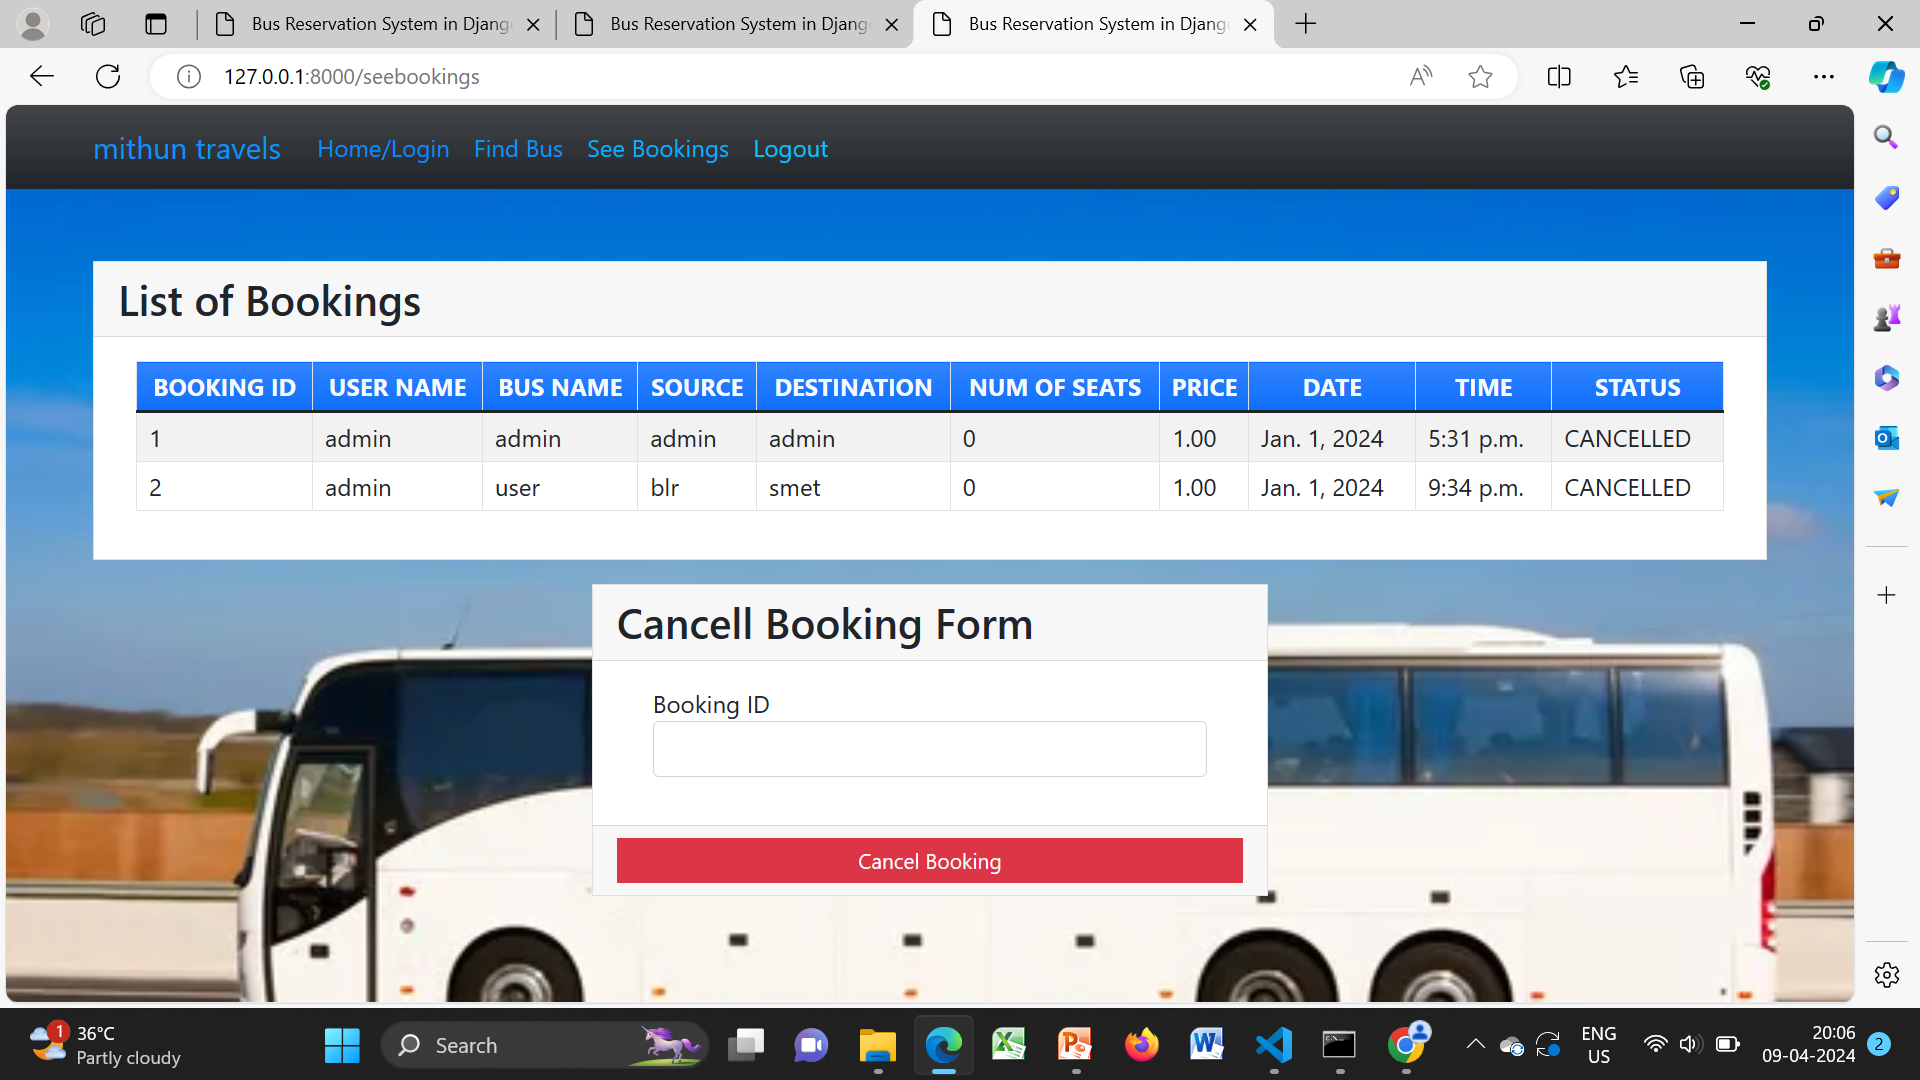 Bus Reservation System in Djang
Bus Reservation System in Djang
Bus Reservation System in Djang
127.0.0.1:8000/seebookings
mithun travels Home/Login Find Bus See Bookings Logout
List of Bookings
BOOKING ID USER NAME BUS NAME SOURCE DESTINATION NUM OF SEATS PRICE DATE TIME STATUS
1 admin admin admin admin 0 1.00 Jan. 1, 2024 5:31 p.m. CANCELLED
2 admin user blr smet 0 1.00 Jan. 1, 2024 9:34 p.m. CANCELLED
Cancell Booking Form
Booking ID
Cancel Booking
1 36°C
Partly cloudy
Search
ENG
US
20:06
09-04-2024
2